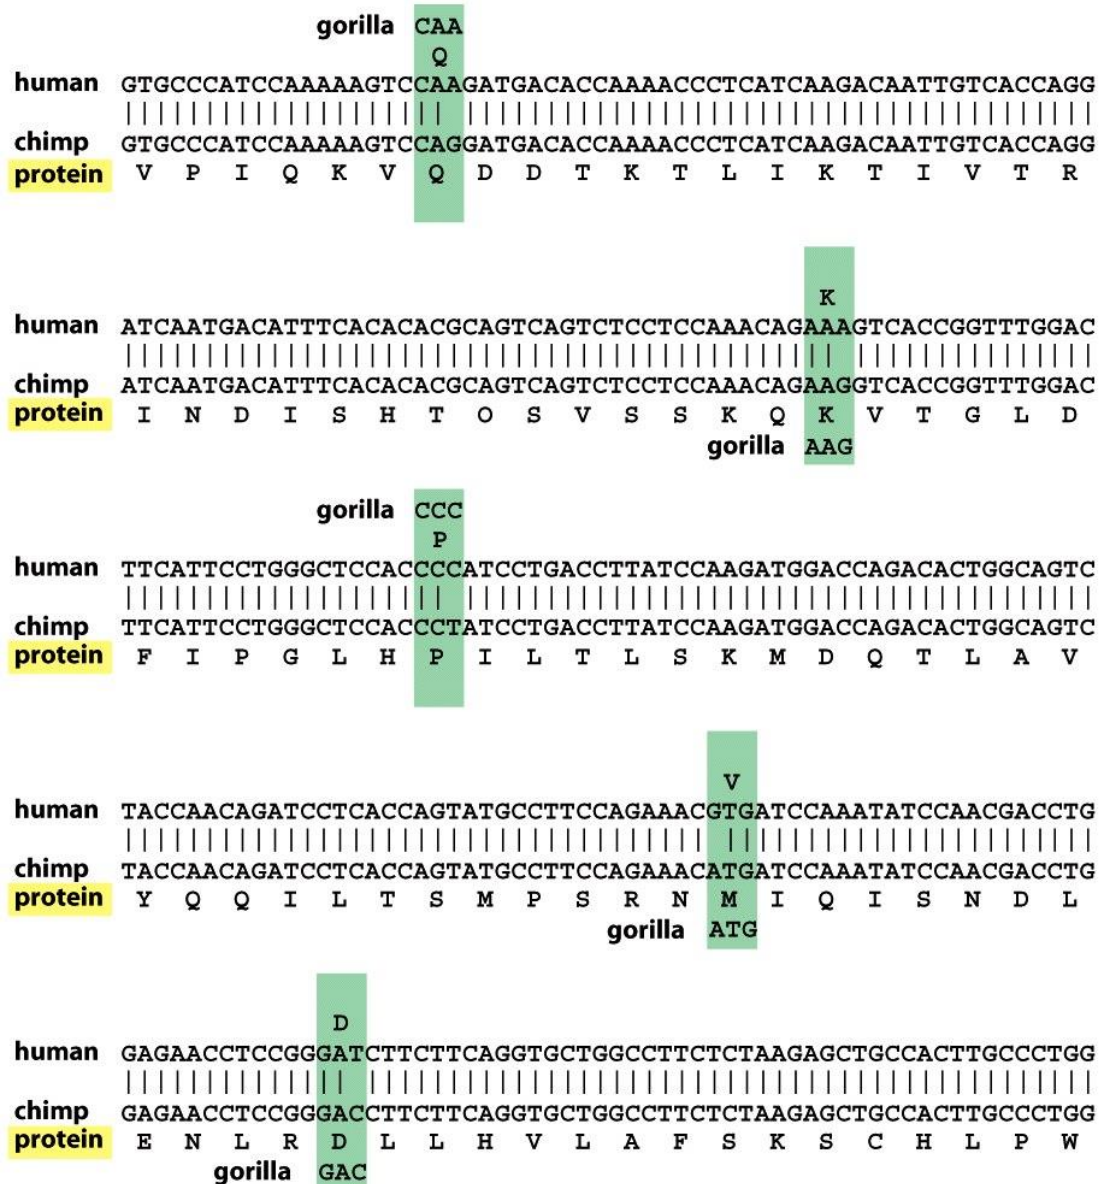 gorilla CAA
Q
human GTGCCCATCCAAAAAGTCCAAGATGACACCAAAACCCTCATCAAGACAATTGTCACCAGG
chimp GTGCCCATCCAAAAAGTCCAGGATGACACCAAAACCCTCATCAAGACAATTGTCACCAGG
protein V P I Q K V Q D D T K T L I K T I V T R
K
human ATCAATGACATTTCACACACGCAGTCAGTCTCCTCCAAACAGAAAGTCACCGGTTTGGAC
chimp ATCAATGACATTTCACACACGCAGTCAGTCTCCTCCAAACAGAAGGTCACCGGTTTGGAC
protein I N D I S H T O S V S S K Q K V T G L D
gorilla AAG
gorilla CCC
P
human TTCATTCCTGGGCTCCACCCCATCCTGACCTTATCCAAGATGGACCAGACACTGGCAGTC
chimp TTCATTCCTGGGCTCCACCCTATCCTGACCTTATCCAAGATGGACCAGACACTGGCAGTC
protein F I P G L H P I L T L S K M D Q T L A V
V
human TACCAACAGATCCTCACCAGTATGCCTTCCAGAAACGTGATCCAAATATCCAACGACCTG
chimp TACCAACAGATCCTCACCAGTATGCCTTCCAGAAACATGATCCAAATATCCAACGACCTG
protein Y Q Q I L T S M P S R N M I Q I S N D L
gorilla ATG
D
human GAGAACCTCCGGGATCTTCTTCAGGTGCTGGCCTTCTCTAAGAGCTGCCACTTGCCCTGG
chimp GAGAACCTCCGGGACCTTCTTCAGGTGCTGGCCTTCTCTAAGAGCTGCCACTTGCCCTGG
protein E N L R D L L H V L A F S K S C H L P W
gorilla GAC